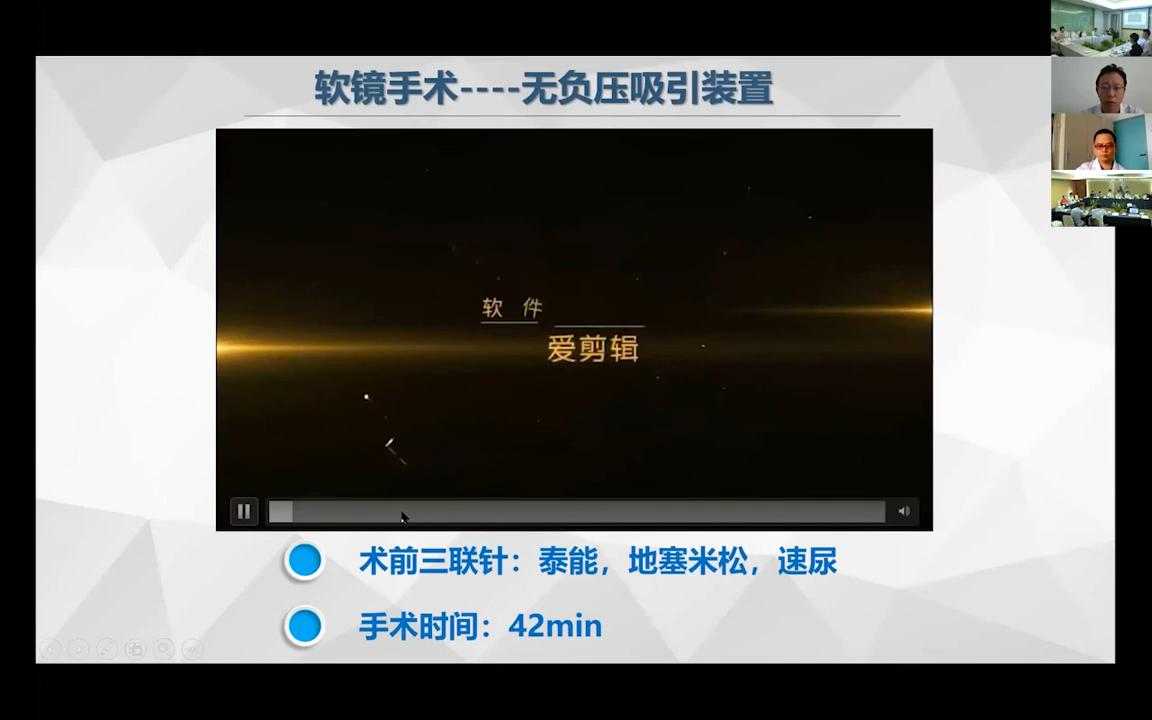 软镜手术----无负压吸引装置
软 件
爱剪辑
术前三联针：泰能，地塞米松，速尿
手术时间：42min